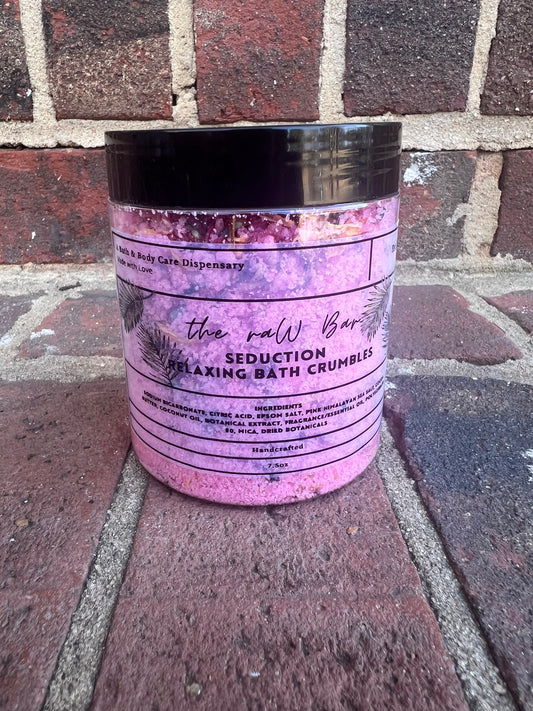 Bath & Body Care Dispensary
Made with Love
the raW Bar
SEDUCTION
RELAXING BATH CRUMBLES
INGREDIENTS
SODIUM BICARBONATE, CITRIC ACID, EPSOM SALT, PINK HIMALAYAN SEA SALT,
BUTTER, COCONUT OIL, BOTANICAL EXTRACT, FRAGRANCE/ESSENTIAL OIL,
80, MICA, DRIED BOTANICALS
Handcrafted
7.5oz